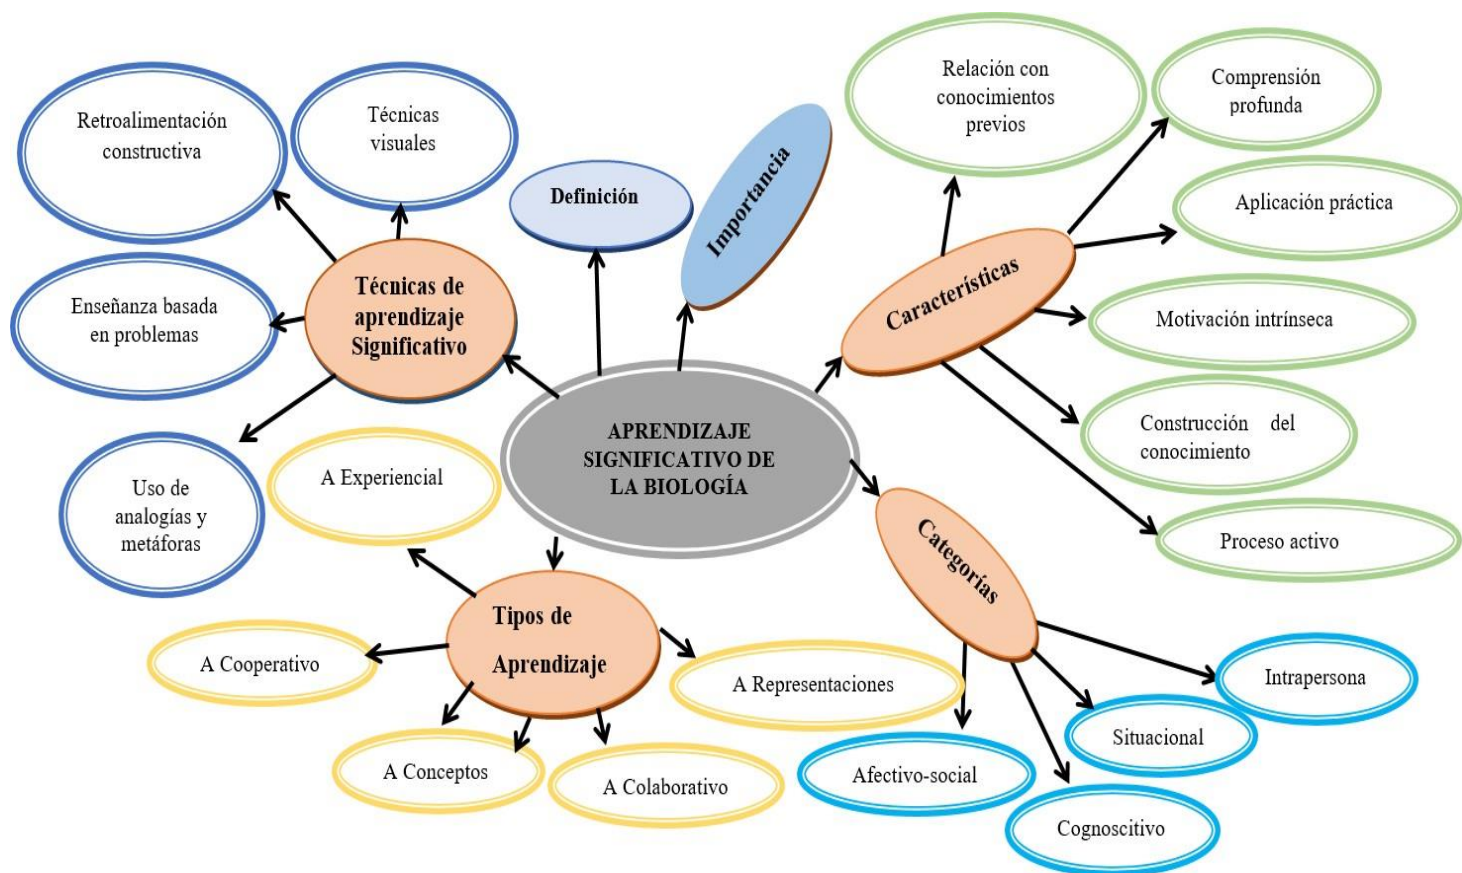 Retroalimentación
constructiva
Técnicas
visuales
Definición
Importancia
Relación con
conocimientos
previos
Comprensión
profunda
Aplicación práctica
Enseñanza basada
en problemas
Técnicas de
aprendizaje
Significativo
Características
Motivación intrínseca
Uso de
analogías y
metáforas
A Experiencial
APRENDIZAJE
SIGNIFICATIVO DE
LA BIOLOGÍA
Construcción del
conocimiento
Proceso activo
Categorías
Tipos de
Aprendizaje
A Cooperativo
A Representaciones
A Conceptos
A Colaborativo
Intrapersona
Situacional
Afectivo-social
Cognoscitivo